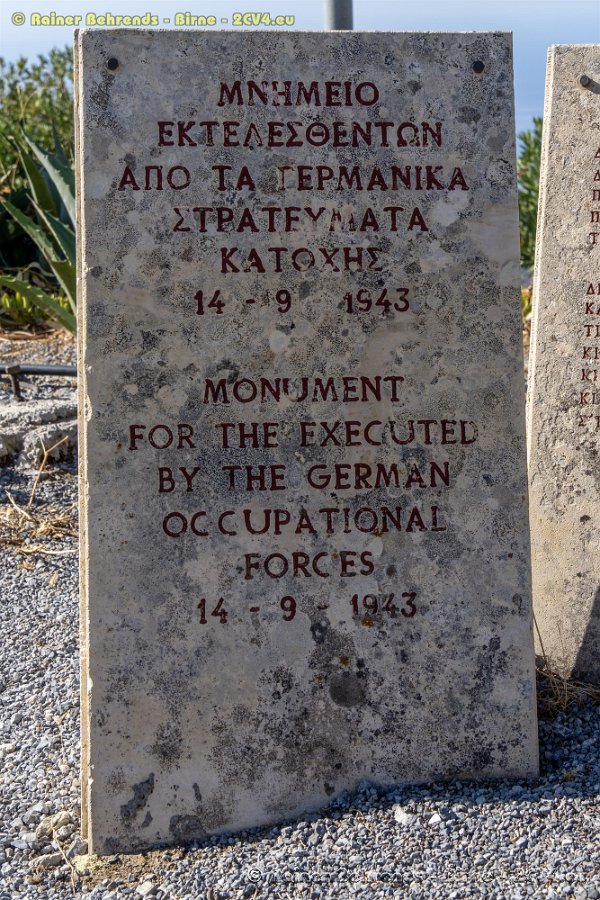 © Rainer Behrends - Birne - 2CV4.eu
ΜΝΗΜΕΙΟ
ΕΚΤΕΛΕΣΘΕΝΤΩΝ
ΑΠΟ ΤΑ ΓΕΡΜΑΝΙΚΑ
ΣΤΡΑΤΕΥΜΑΤΑ
ΚΑΤΟΧΗΣ
14 - 9 1943
MONUMENT
FOR THE EXECUTED
BY THE GERMAN
OCCUPATIONAL
FORCES
14 - 9 - 1943